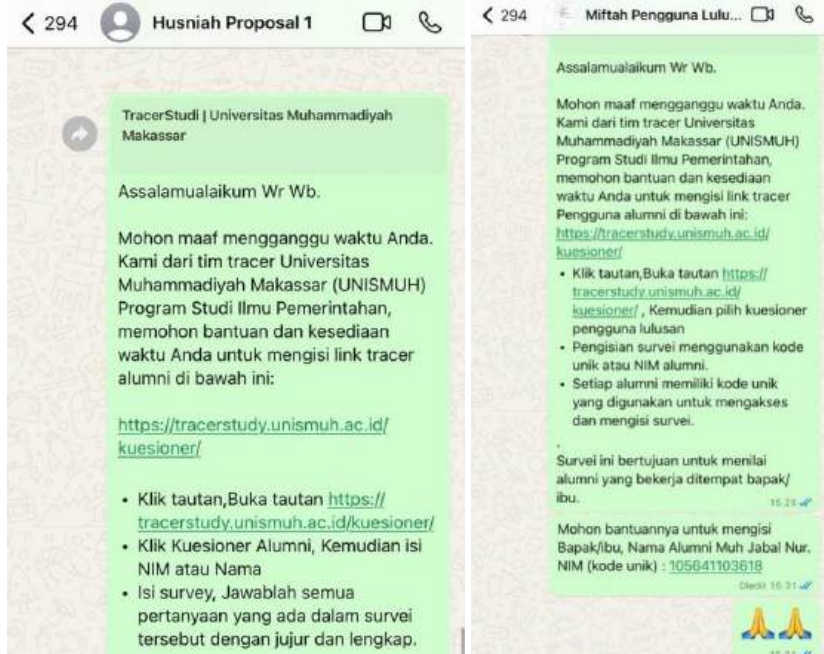 294
Husniah Proposal 1
TracerStudi | Universitas Muhammadiyah
Makassar
Assalamualaikum Wr Wb.
Mohon maaf mengganggu waktu Anda.
Kami dari tim tracer Universitas
Muhammadiyah Makassar (UNISMUH)
Program Studi Ilmu Pemerintahan,
memohon bantuan dan kesediaan
waktu Anda untuk mengisi link tracer
alumni di bawah ini:
https://tracerstudy.unismuh.ac.id/
kuesioner/
• Klik tautan,Buka tautan https://
tracerstudy.unismuh.ac.id/kuesioner/
• Klik Kuesioner Alumni, Kemudian isi
NIM atau Nama
• Isi survey, Jawablah semua
pertanyaan yang ada dalam survei
tersebut dengan jujur dan lengkap.
294
Miftah Pengguna Lulu...
Assalamualaikum Wr Wb.
Mohon maaf mengganggu waktu Anda.
Kami dari tim tracer Universitas
Muhammadiyah Makassar (UNISMUH)
Program Studi Ilmu Pemerintahan,
memohon bantuan dan kesediaan
waktu Anda untuk mengisi link tracer
Pengguna alumni di bawah ini:
https://tracerstudy.unismuh.ac.id/
kuesioner/
• Klik tautan,Buka tautan https://
tracerstudy.unismuh.ac.id/
kuesioner/ , Kemudian pilih kuesioner
pengguna lulusan
• Pengisian survei menggunakan kode
unik atau NIM alumni.
• Setiap alumni memiliki kode unik
yang digunakan untuk mengakses
dan mengisi survei.
.
Survei ini bertujuan untuk menilai
alumni yang bekerja ditempat bapak/
ibu.
Mohon bantuannya untuk mengisi
Bapak/ibu, Nama Alumni Muh Jabal Nur.
NIM (kode unik) : 105641103618
Diedit 16.31
🙏🙏